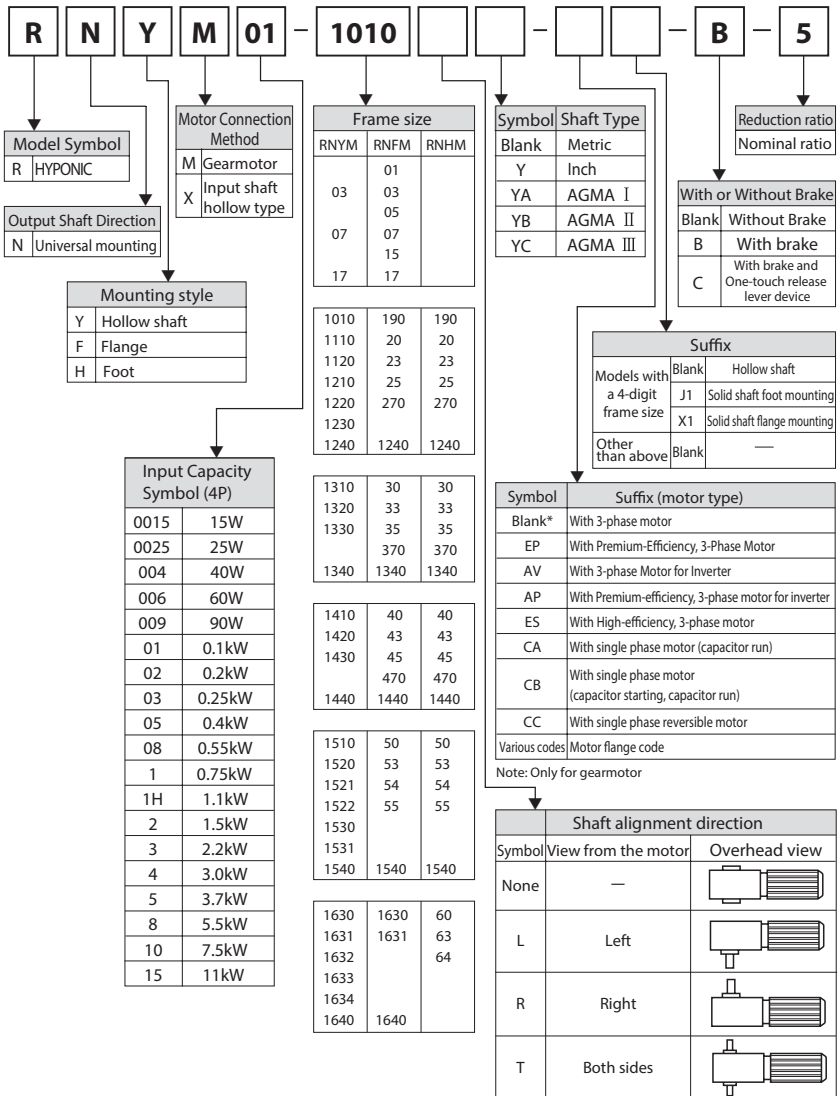 R N Y M 01 – 1010 – – B – 5
Model Symbol
R HYPONIC
Output Shaft Direction
N Universal mounting
Mounting style
Y Hollow shaft
F Flange
H Foot
Motor Connection
Method
M Gearmotor
X Input shaft
hollow type
Input Capacity
Symbol (4P)
0015 15W
0025 25W
004 40W
006 60W
009 90W
01 0.1kW
02 0.2kW
03 0.25kW
05 0.4kW
08 0.55kW
1 0.75kW
1H 1.1kW
2 1.5kW
3 2.2kW
4 3.0kW
5 3.7kW
8 5.5kW
10 7.5kW
15 11kW
Frame size
RNYM RNFM RNHM
01
03 03
05
07 07
15
17 17
1010 190 190
1110 20 20
1120 23 23
1210 25 25
1220 270 270
1230
1240 1240 1240
1310 30 30
1320 33 33
1330 35 35
370 370
1340 1340 1340
1410 40 40
1420 43 43
1430 45 45
470 470
1440 1440 1440
1510 50 50
1520 53 53
1521 54 54
1522 55 55
1530
1531
1540 1540 1540
1630 1630 60
1631 1631 63
1632 64
1633
1634
1640 1640
Symbol Shaft Type
Blank Metric
Y Inch
YA AGMA Ⅰ
YB AGMA Ⅱ
YC AGMA Ⅲ
Reduction ratio
Nominal ratio
With or Without Brake
Blank Without Brake
B With brake
C With brake and
One-touch release
lever device
Suffix
Models with
a 4-digit
frame size
Blank Hollow shaft
J1 Solid shaft foot mounting
X1 Solid shaft flange mounting
Other
than above Blank —
Symbol Suffix (motor type)
Blank* With 3-phase motor
EP With Premium-Efficiency, 3-Phase Motor
AV With 3-phase Motor for Inverter
AP With Premium-efficiency, 3-phase motor for inverter
ES With High-efficiency, 3-phase motor
CA With single phase motor (capacitor run)
CB With single phase motor
(capacitor starting, capacitor run)
CC With single phase reversible motor
Various codes Motor flange code
Note: Only for gearmotor
Shaft alignment direction
Symbol View from the motor Overhead view
None —
L Left
R Right
T Both sides